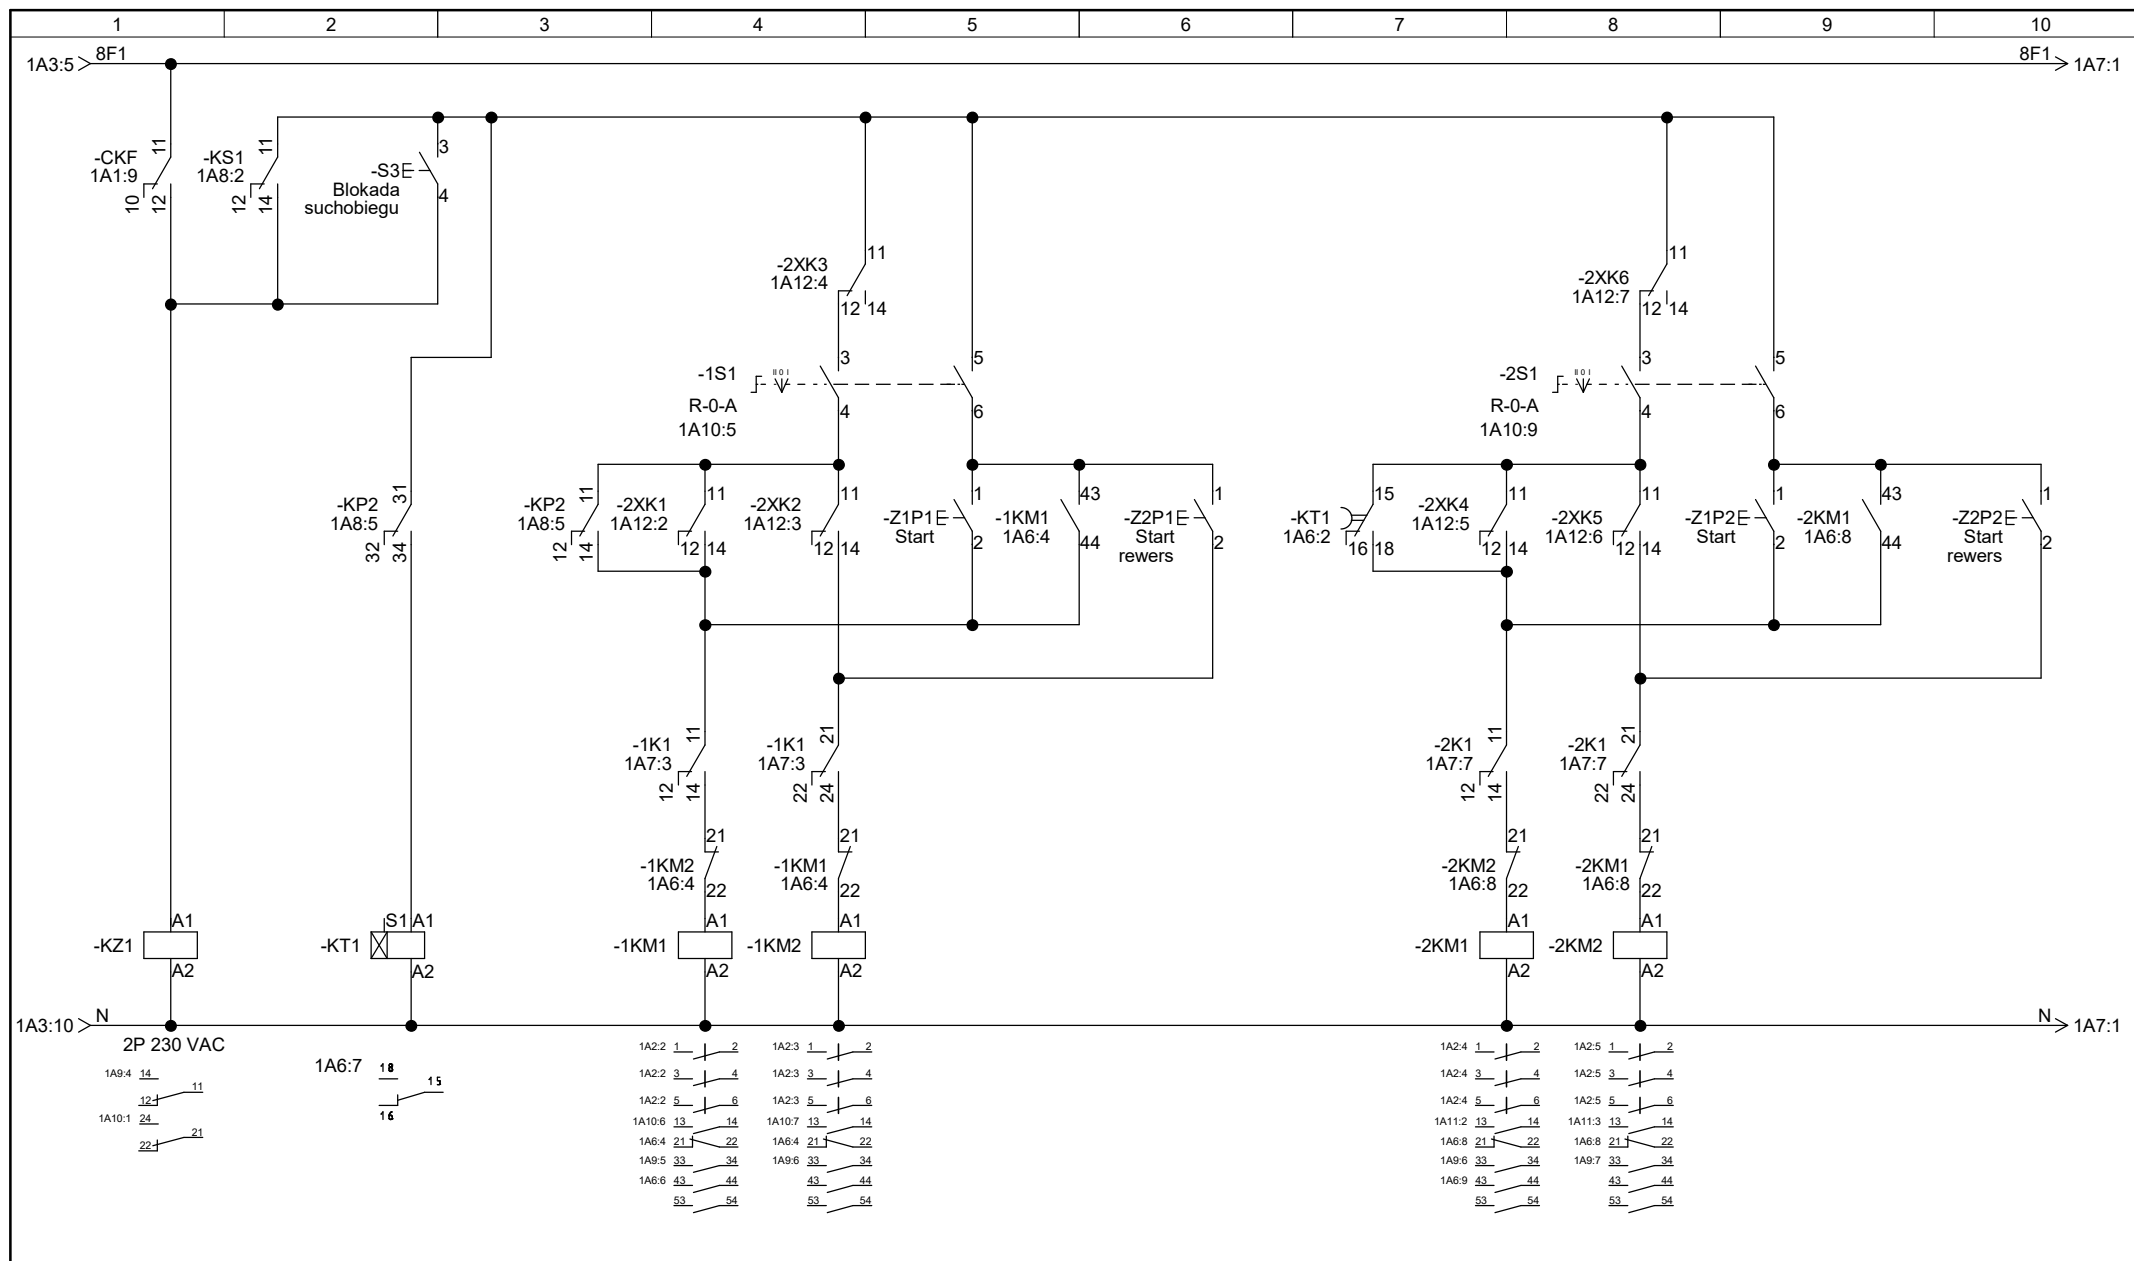 1 2 3 4 5 6 7 8 9 10
1A3:5 8F1 8F1 1A7:1
11 11 3
-CKF -KS1 -S3
1A1:9 1A8:2 Blokada
10 12 12 14 suchobiegu 4
11 11
-2XK3 -2XK6
1A12:4 1A12:7
12 14 12 14
3 5 3 5
-1S1 II 0 I -2S1 II 0 I
R-0-A 4 6 R-0-A 4 6
1A10:5 1A10:9
31 11 11 11 1 43 1 15 11 11 1 43 1
-KP2 -KP2 -2XK1 -2XK2 -Z1P1 -1KM1 -Z2P1 -KT1 -2XK4 -2XK5 -Z1P2 -2KM1 -Z2P2
1A8:5 1A8:5 1A12:2 1A12:3 Start 1A6:4 Start 1A6:2 1A12:5 1A12:6 Start 1A6:8 Start
32 34 12 14 12 14 12 14 2 44 rewers 2 16 18 12 14 12 14 2 44 rewers 2
11 21 11 21
-1K1 -1K1 -2K1 -2K1
1A7:3 1A7:3 1A7:7 1A7:7
12 14 22 24 12 14 22 24
21 21 21 21
-1KM2 -1KM1 -2KM2 -2KM1
1A6:4 1A6:4 1A6:8 1A6:8
22 22 22 22
A1 S1 A1 A1 A1 A1 A1
-KZ1 -KT1 -1KM1 -1KM2 -2KM1 -2KM2
A2 A2 A2 A2 A2 A2
1A3:10 N N 1A7:1
2P 230 VAC
1A9:4 14
11
12
1A10:1 24
21
22
1A6:7 18
15
16
1A2:2 1 2 1A2:3 1 2 1A2:4 1 2 1A2:5 1 2
1A2:2 3 4 1A2:3 3 4 1A2:4 3 4 1A2:5 3 4
1A2:2 5 6 1A2:3 5 6 1A2:4 5 6 1A2:5 5 6
1A10:6 13 14 1A10:7 13 14 1A11:2 13 14 1A11:3 13 14
1A6:4 21 22 1A6:4 21 22 1A6:8 21 22 1A6:8 21 22
1A9:5 33 34 1A9:6 33 34 1A9:6 33 34 1A9:7 33 34
1A6:6 43 44 43 44 1A6:9 43 44 43 44
53 54 53 54 53 54 53 54